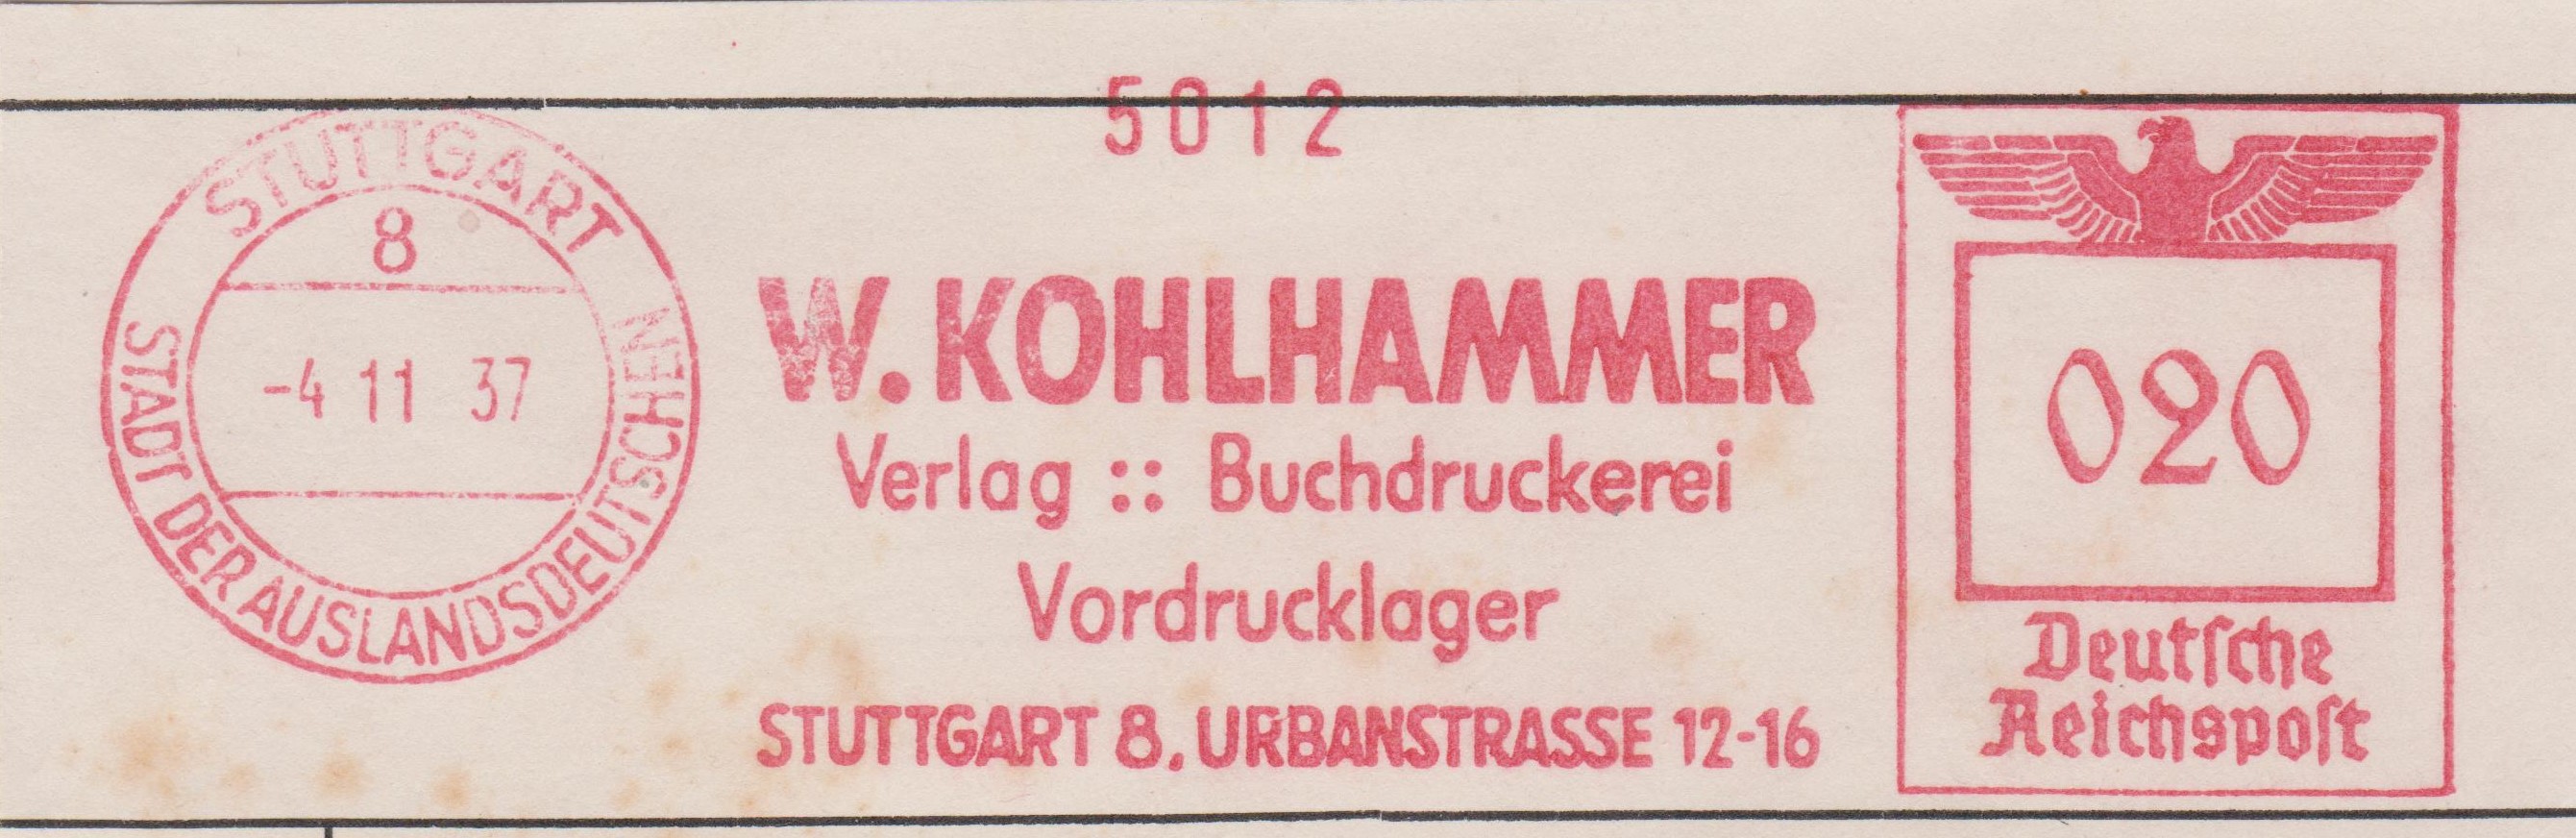 5012
STUTTGART
8
-4 11 37
STADT DER AUSLANDSDEUTSCHEN
W. KOHLHAMMER
Verlag :: Buchdruckerei
Vordrucklager
STUTTGART 8, URBANSTRASSE 12-16
020
Deutſche
Reichspoſt